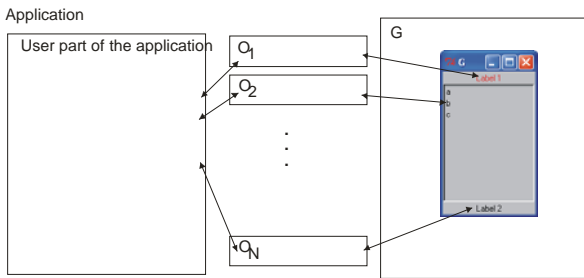 Application
User part of the application
O1
O2
ON
G
G
Label 1
a
b
c
Label 2